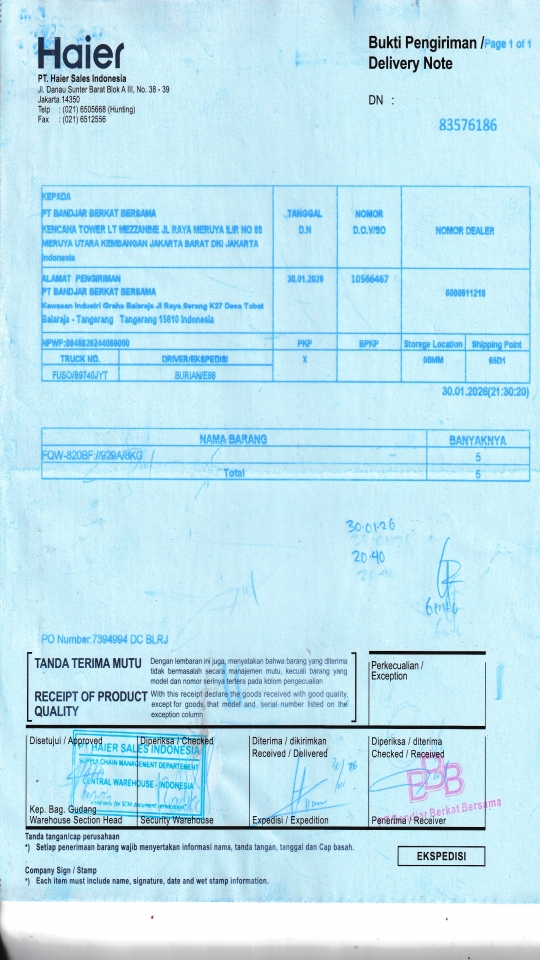 Haier
PT. Haier Sales Indonesia
Jl. Danau Sunter Barat Blok A III, No. 38 - 39
Jakarta 14350
Telp : (021) 6505668 (Hunting)
Fax : (021) 6512556
Bukti Pengiriman / Page 1 of 1
Delivery Note
DN :
83576186
KEPADA
PT BANDJAR BERKAT BERSAMA
KENCANA TOWER LT MEZZANINE JL RAYA MERUYA ILIR NO 88
MERUYA UTARA KEMBANGAN JAKARTA BARAT DKI JAKARTA
Indonesia
TANGGAL
D.N
NOMOR
D.O.V/SO
NOMOR DEALER
ALAMAT PENGIRIMAN
PT BANDJAR BERKAT BERSAMA
Kawasan Industri Graha Balaraja Jl Raya Serang K27 Desa Tobat
Balaraja - Tangerang Tangerang 15610 Indonesia
30.01.2026
10566467
PKP
BPKP
Storege Location
Shipping Point
TRUCK NO.
DRIVER/EKSPEDISI
X
00MM
65D1
FUSO/B9740JYT
BURIAN/E66
30.01.2026(21:30:20)
NAMA BARANG
BANYAKNYA
5
Total
5
30-01-26
20-40
PO Number:7394994 DC BLRJ
TANDA TERIMA MUTU
Dengan lembaran ini juga, menyatakan bahwa barang yang diterima
tidak bermasalah secara manajemen mutu, kecuali barang yang
model dan nomor serinya tertera pada kolom pengecualian
RECEIPT OF PRODUCT
QUALITY
With this receipt declare the goods received with good quality,
except for goods that model and serial number listed on the
exception column
Perkecualian /
Exception
Disetujui / Approved
Diperiksa / Checked
Diterima / dikirimkan
Received / Delivered
Diperiksa / diterima
Checked / Received
PT HAIER SALES INDONESIA
SUPPLY CHAIN MANAGEMENT DEPARTEMENT
CENTRAL WAREHOUSE - INDONESIA
BBB
Berkat Bersama
Kep. Bag. Gudang
Warehouse Section Head
Security Warehouse
Expedisi / Expedition
Penerima / Receiver
Tanda tangan/cap perusahaan
*) Setiap penerimaan barang wajib menyertakan informasi nama, tanda tangan, tanggal dan Cap basah.
EKSPEDISI
Company Sign / Stamp
*) Each item must include name, signature, date and wet stamp information.